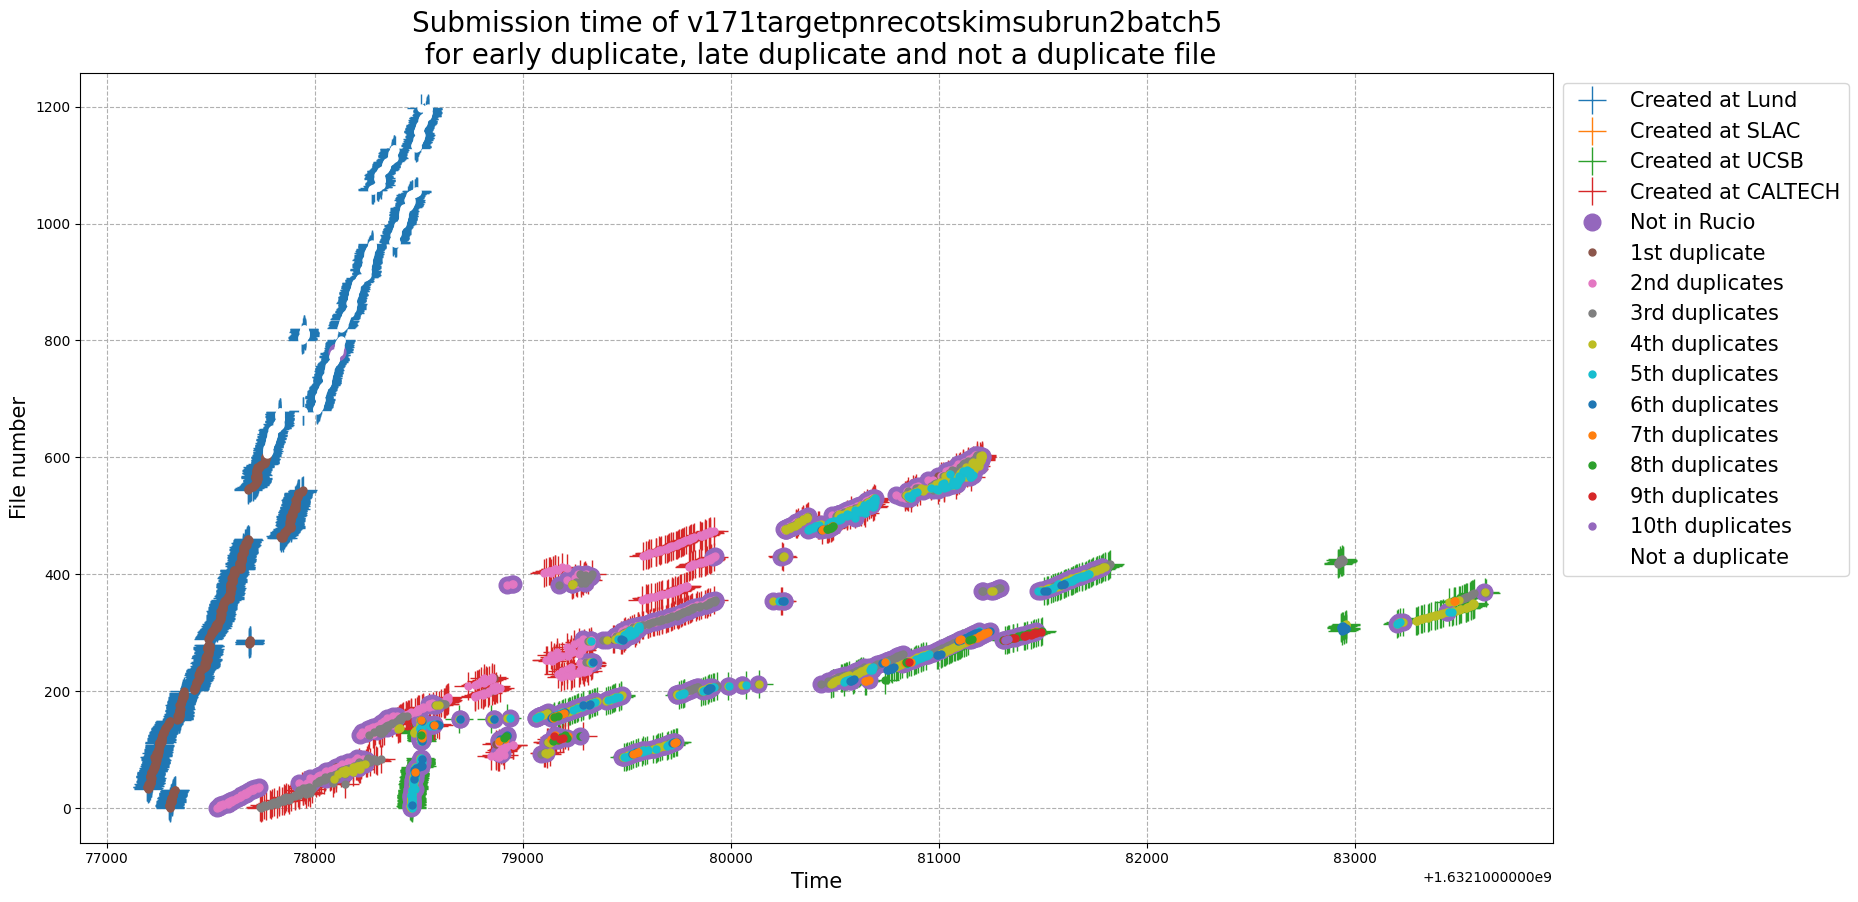 Submission time of v171targetpnrecotskimsubrun2batch5
for early duplicate, late duplicate and not a duplicate file
1200
1000
800
600
400
200
0
File number
77000
78000
79000
80000
81000
82000
83000
Time
+1.6321000000e9
Created at Lund
Created at SLAC
Created at UCSB
Created at CALTECH
Not in Rucio
1st duplicate
2nd duplicates
3rd duplicates
4th duplicates
5th duplicates
6th duplicates
7th duplicates
8th duplicates
9th duplicates
10th duplicates
Not a duplicate